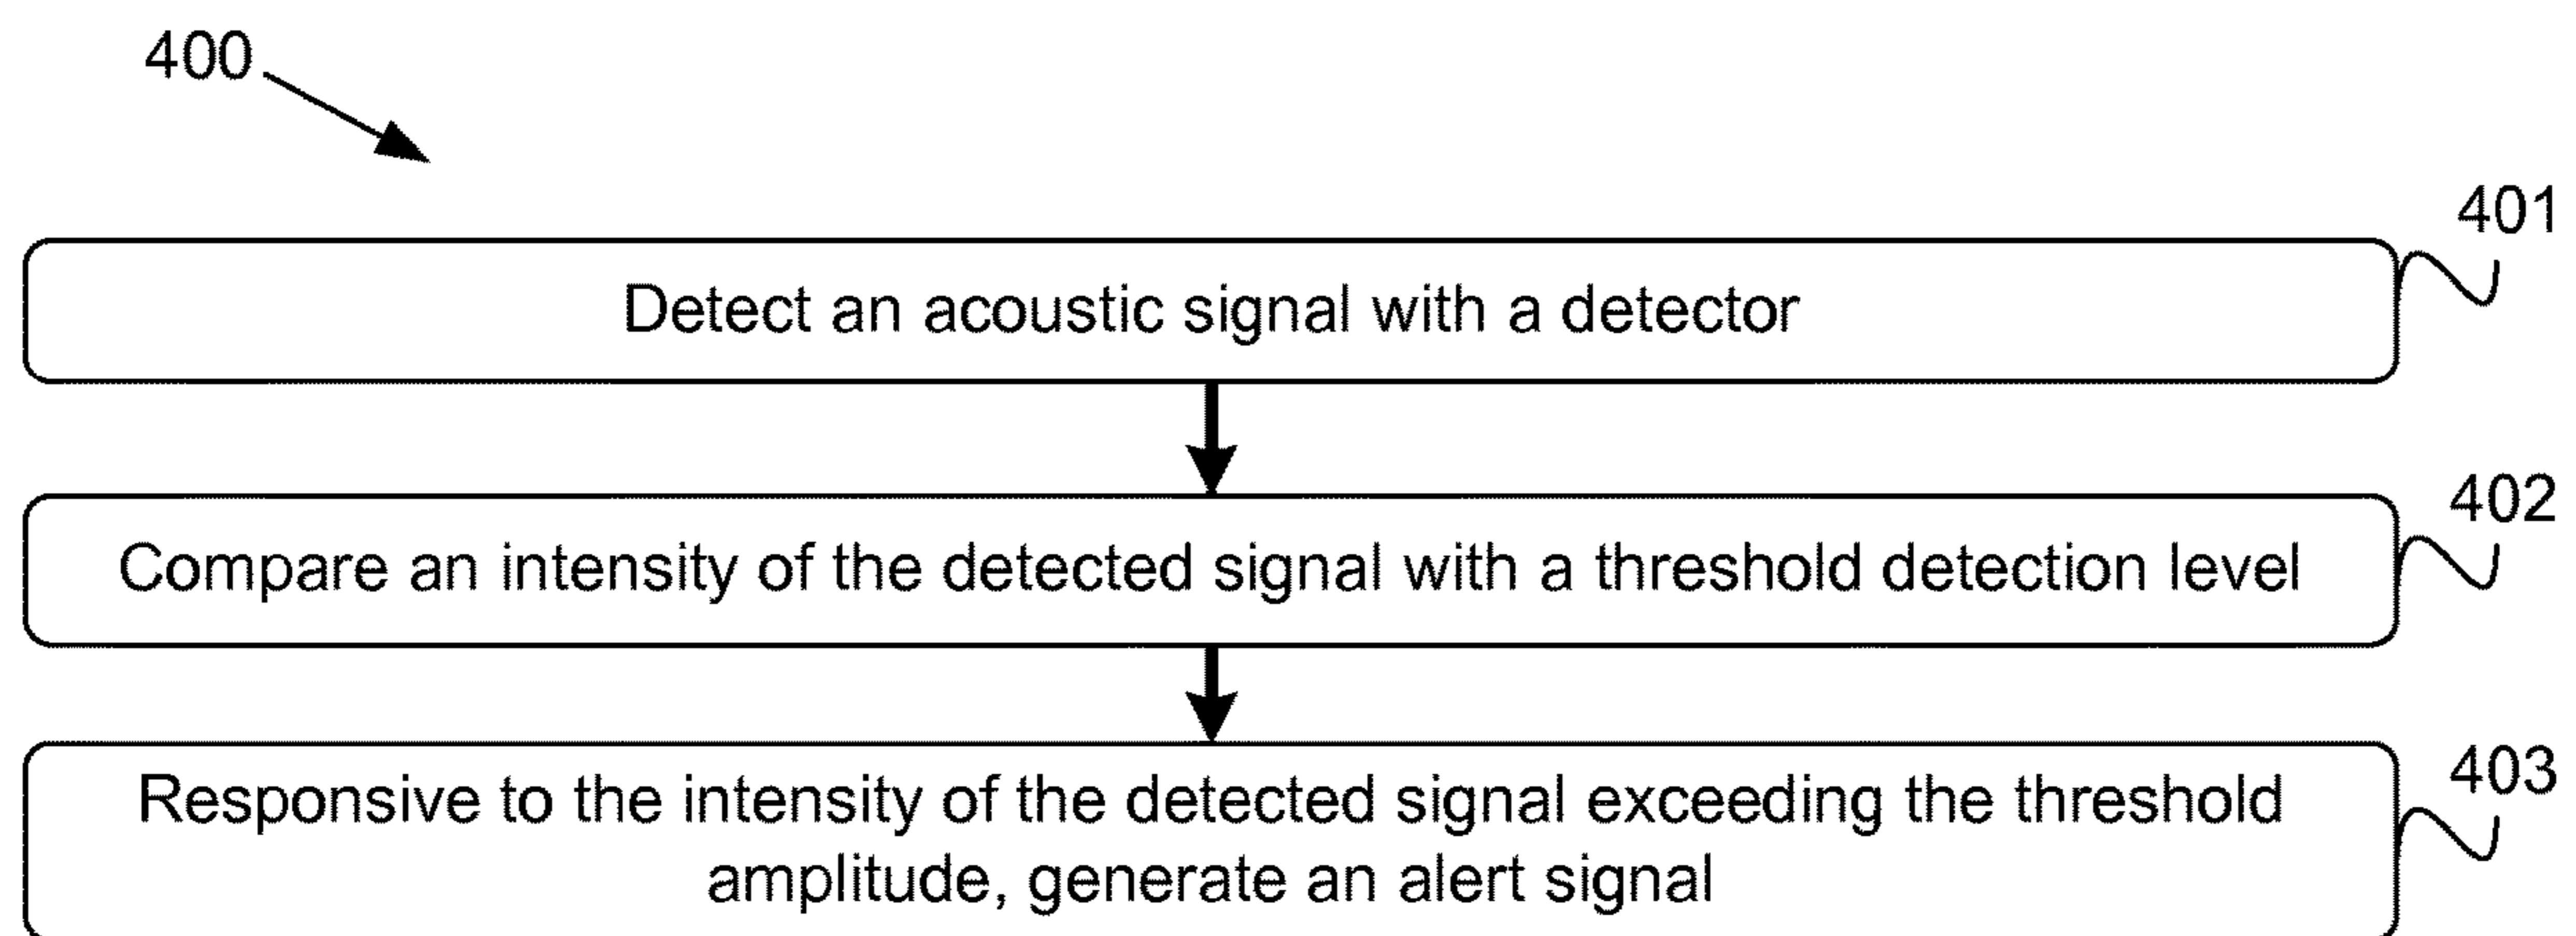 400
401
Detect an acoustic signal with a detector
402
Compare an intensity of the detected signal with a threshold detection level
403
Responsive to the intensity of the detected signal exceeding the threshold
amplitude, generate an alert signal